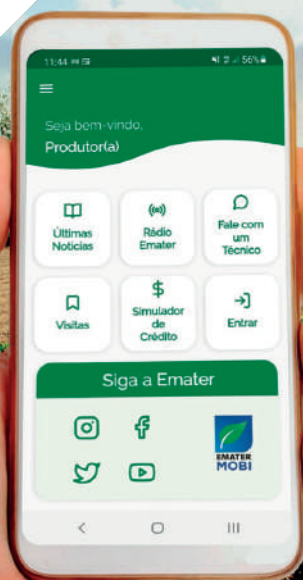 11:44
56%
Seja bem-vindo,
Produtor(a)
Últimas
Notícias
Rádio
Emater
Fale com
um
Técnico
Visitas
Simulador
de
Crédito
Entrar
Siga a Emater
EMATER
MOBI